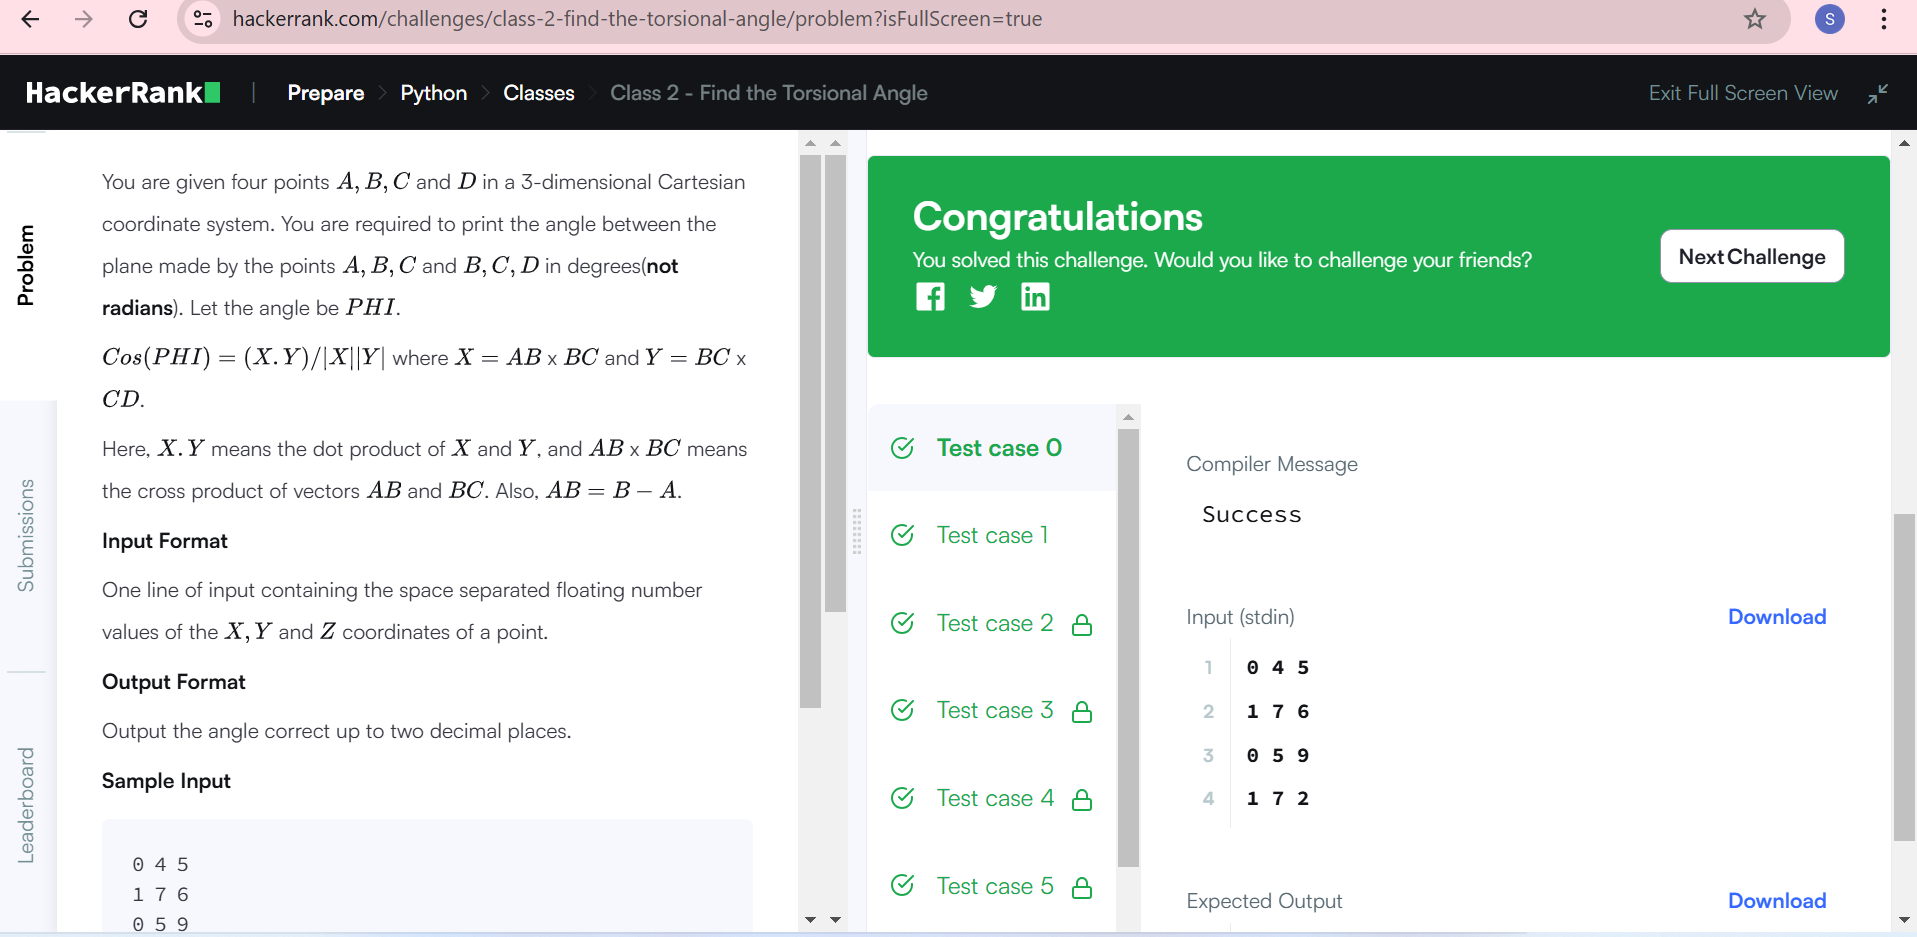 hackerrank.com/challenges/class-2-find-the-torsional-angle/problem?isFullScreen=true
S
HackerRank | Prepare > Python > Classes > Class 2 - Find the Torsional Angle
Exit Full Screen View
Problem
Submissions
Leaderboard
You are given four points A, B, C and D in a 3-dimensional Cartesian
coordinate system. You are required to print the angle between the
plane made by the points A, B, C and B, C, D in degrees(not
radians). Let the angle be PHI.
Cos(PHI) = (X.Y)/|X||Y| where X = AB x BC and Y = BC x
CD.
Here, X.Y means the dot product of X and Y, and AB x BC means
the cross product of vectors AB and BC. Also, AB = B − A.
Input Format
One line of input containing the space separated floating number
values of the X, Y and Z coordinates of a point.
Output Format
Output the angle correct up to two decimal places.
Sample Input
0 4 5
1 7 6
0 5 9
Congratulations
You solved this challenge. Would you like to challenge your friends?
Next Challenge
Test case 0
Test case 1
Test case 2
Test case 3
Test case 4
Test case 5
Compiler Message
Success
Input (stdin)
Download
1 0 4 5
2 1 7 6
3 0 5 9
4 1 7 2
Expected Output
Download